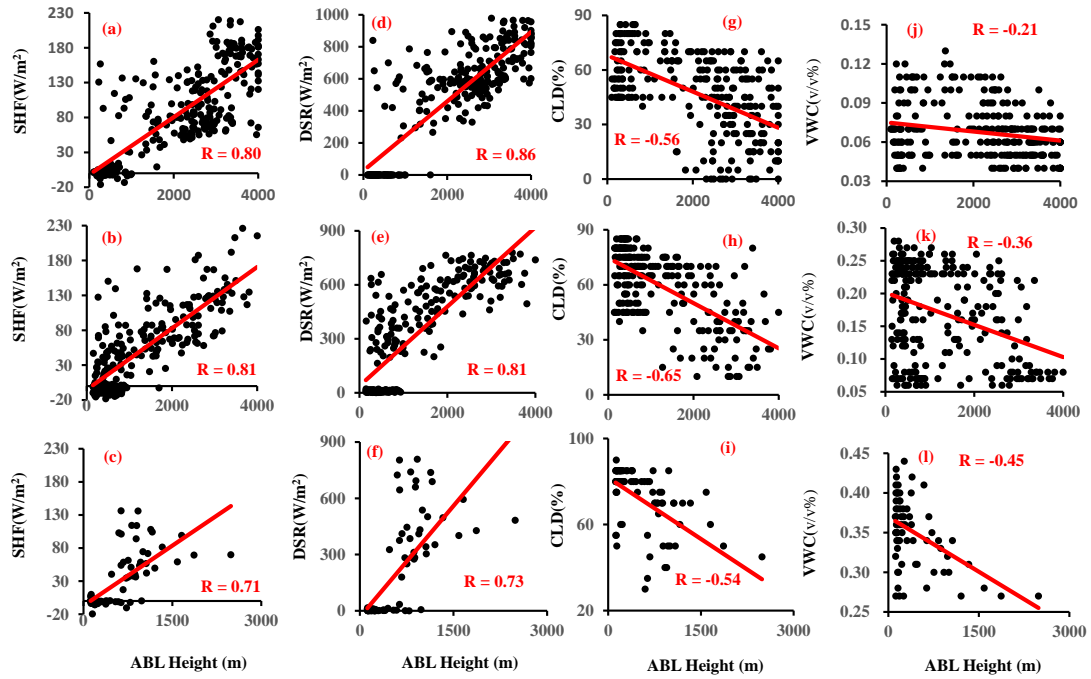 (a)
SHF(W/m²)
230
180
130
80
30
-20
R = 0.80
0
2000
4000
(d)
DSR(W/m²)
1000
800
600
400
200
0
R = 0.86
0
2000
4000
(g)
CLD(%)
90
60
30
0
R = -0.56
0
2000
4000
(j)
VWC(v/v%)
0.15
0.12
0.09
0.06
0.03
R = -0.21
0
2000
4000
(b)
SHF(W/m²)
230
180
130
80
30
-20
R = 0.81
0
2000
4000
(e)
DSR(W/m²)
810
540
270
0
R = 0.81
0
2000
4000
(h)
CLD(%)
90
60
30
0
R = -0.65
0
2000
4000
(k)
VWC(v/v%)
0.30
0.25
0.20
0.15
0.10
0.05
R = -0.36
0
2000
4000
(c)
SHF(W/m²)
230
180
130
80
30
-20
R = 0.71
0
1500
3000
ABL Height (m)
(f)
DSR(W/m²)
900
600
300
0
R = 0.73
0
1500
3000
ABL Height (m)
(i)
CLD(%)
100
60
20
R = -0.54
0
1500
3000
ABL Height (m)
(l)
VWC(v/v%)
0.45
0.40
0.35
0.30
0.25
R = -0.45
0
1500
3000
ABL Height (m)